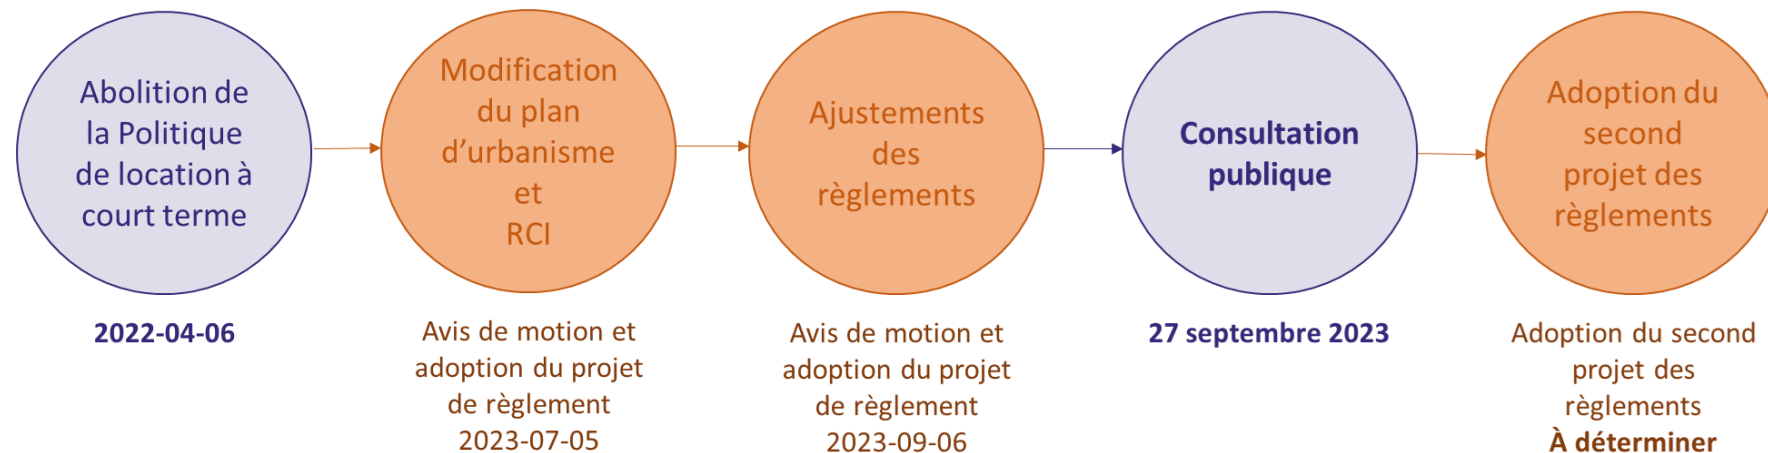 Abolition de
la Politique
de location à
court terme
2022-04-06
Modification
du plan
d’urbanisme
et
RCI
Avis de motion et
adoption du projet
de règlement
2023-07-05
Ajustements
des
règlements
Avis de motion et
adoption du projet
de règlement
2023-09-06
Consultation
publique
27 septembre 2023
Adoption du
second
projet des
règlements
Adoption du second
projet des
règlements
À déterminer